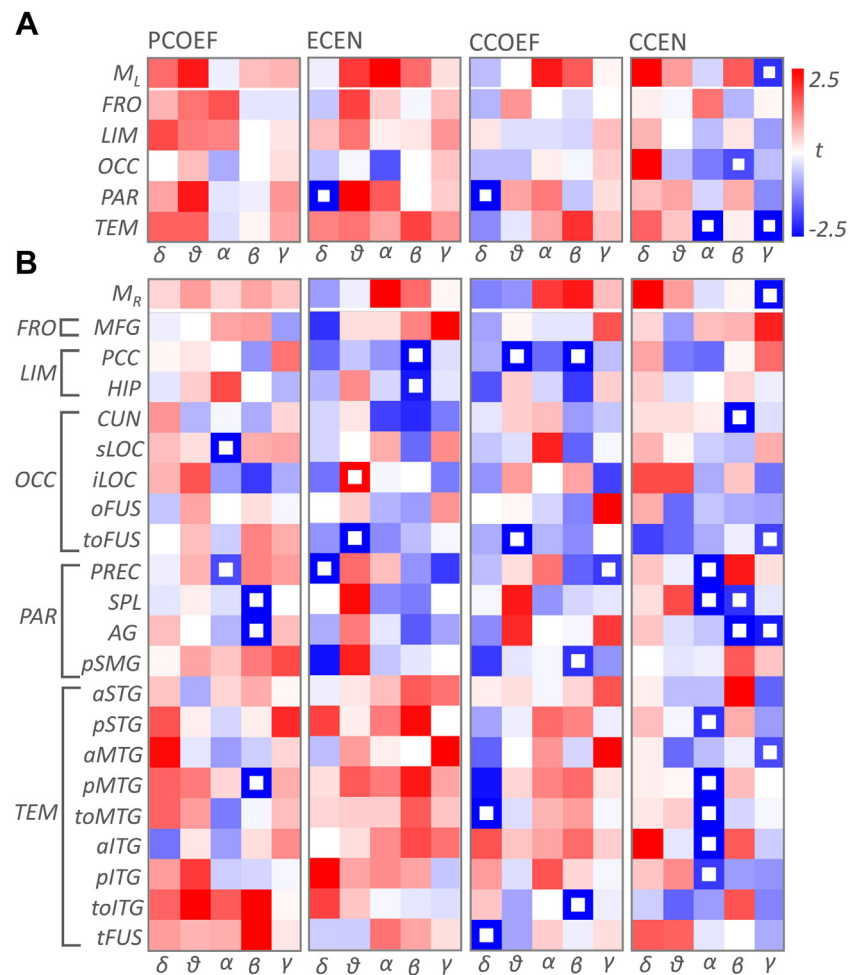 A
PCOEF ECEN CCOEF CCEN
M_L
FRO
LIM
OCC
PAR
TEM
2.5
t
-2.5
δ ϑ α β γ δ ϑ α β γ δ ϑ α β γ δ ϑ α β γ
B
M_R
FRO MFG
LIM PCC
HIP
OCC CUN
sLOC
iLOC
oFUS
toFUS
PAR PREC
SPL
AG
pSMG
TEM aSTG
pSTG
aMTG
pMTG
toMTG
aITG
pITG
toITG
tFUS
δ ϑ α β γ δ ϑ α β γ δ ϑ α β γ δ ϑ α β γ